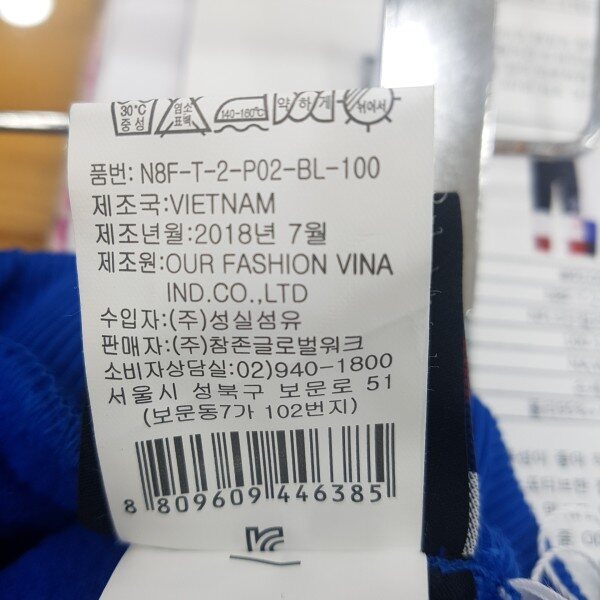 30°C
중성
염소
표백
140~160℃
약하게
뉘어서
품번: N8F-T-2-P02-BL-100
제조국:VIETNAM
제조년월:2018년 7월
제조원:OUR FASHION VINA
IND.CO.,LTD
수입자:(주)성실섬유
판매자:(주)참존글로벌워크
소비자상담실:02)940-1800
서울시 성북구 보문로 51
(보문동7가 102번지)
8 809609 446385